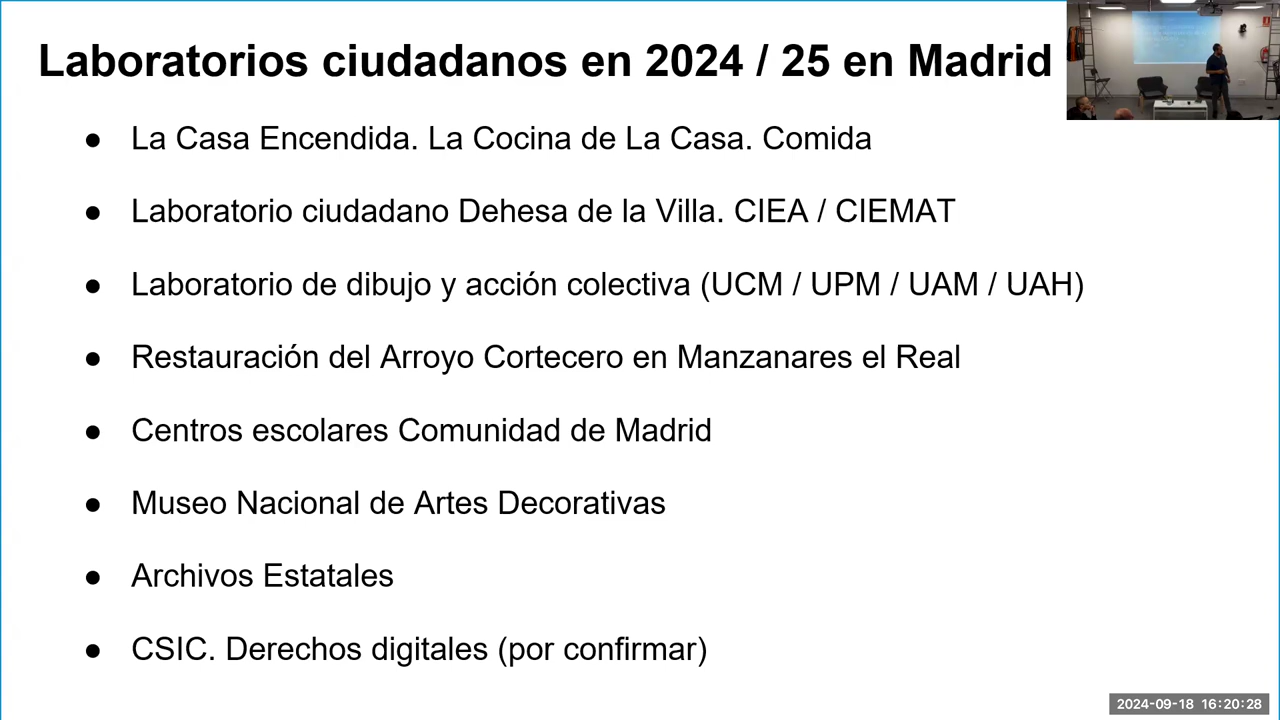 Laboratorios ciudadanos en 2024 / 25 en Madrid
● La Casa Encendida. La Cocina de La Casa. Comida
● Laboratorio ciudadano Dehesa de la Villa. CIEA / CIEMAT
● Laboratorio de dibujo y acción colectiva (UCM / UPM / UAM / UAH)
● Restauración del Arroyo Cortecero en Manzanares el Real
● Centros escolares Comunidad de Madrid
● Museo Nacional de Artes Decorativas
● Archivos Estatales
● CSIC. Derechos digitales (por confirmar)
2024-09-18 16:20:28